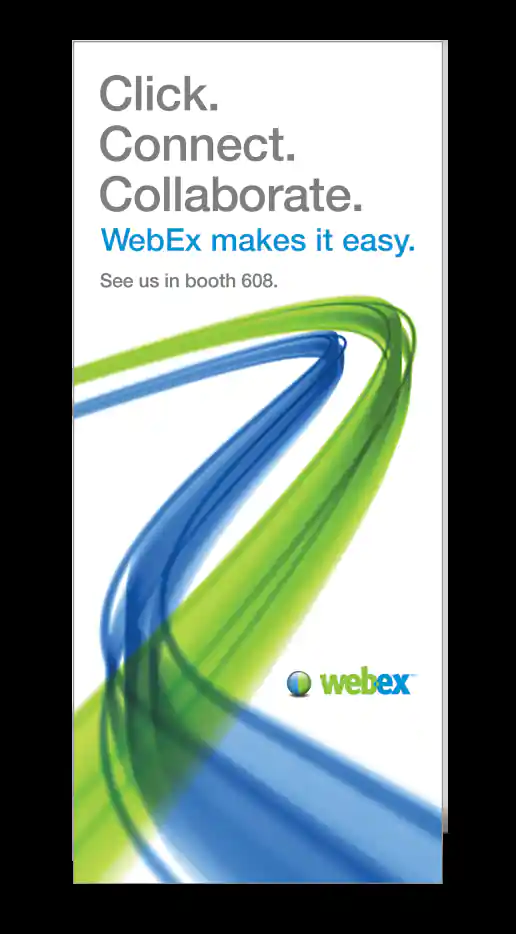 Click.
Connect.
Collaborate.
WebEx makes it easy.
See us in booth 608.
webex